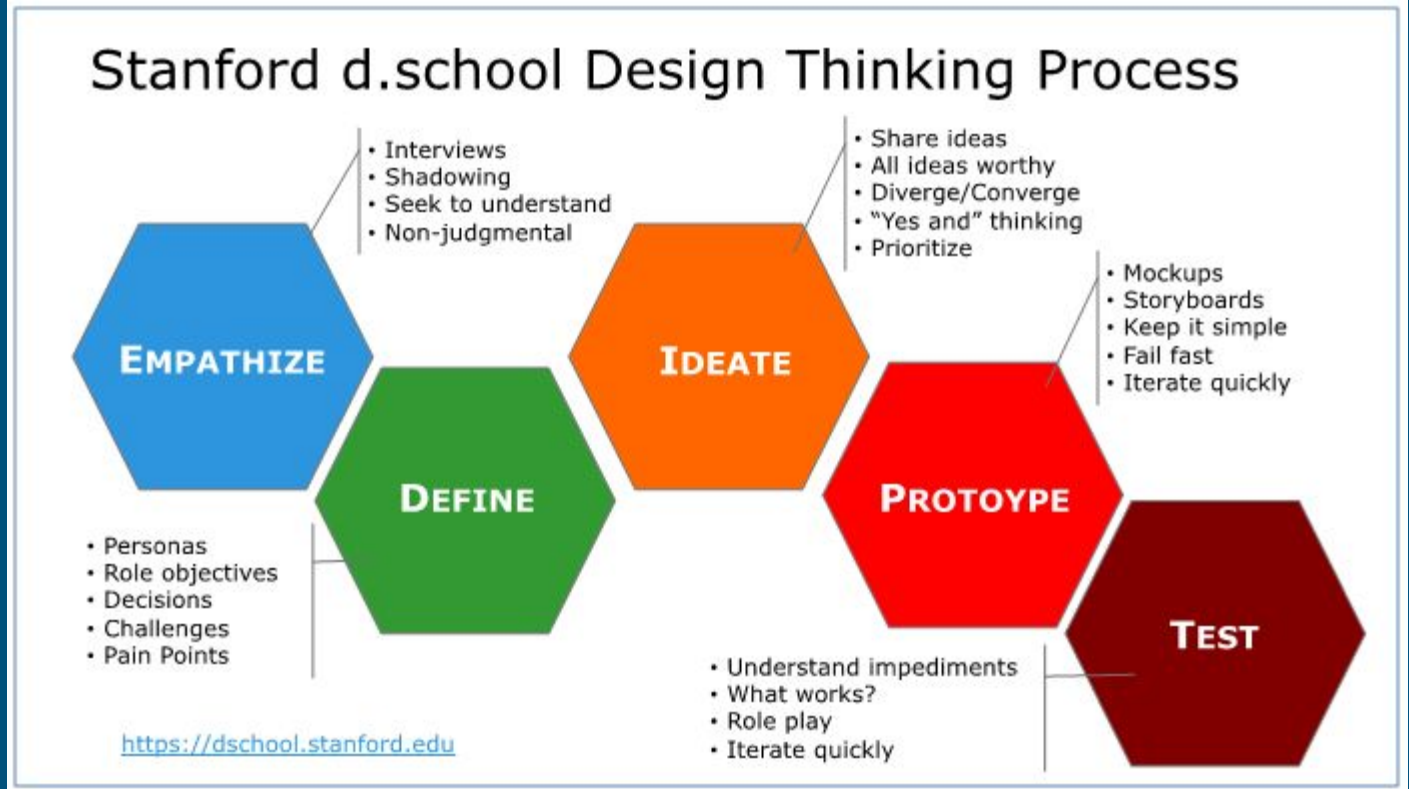 Stanford d.school Design Thinking Process
• Interviews
• Shadowing
• Seek to understand
• Non-judgmental
• Share ideas
• All ideas worthy
• Diverge/Converge
• “Yes and” thinking
• Prioritize
• Mockups
• Storyboards
• Keep it simple
• Fail fast
• Iterate quickly
EMPATHIZE
DEFINE
IDEATE
PROTOYPE
TEST
• Personas
• Role objectives
• Decisions
• Challenges
• Pain Points
• Understand impediments
• What works?
• Role play
• Iterate quickly
https://dschool.stanford.edu